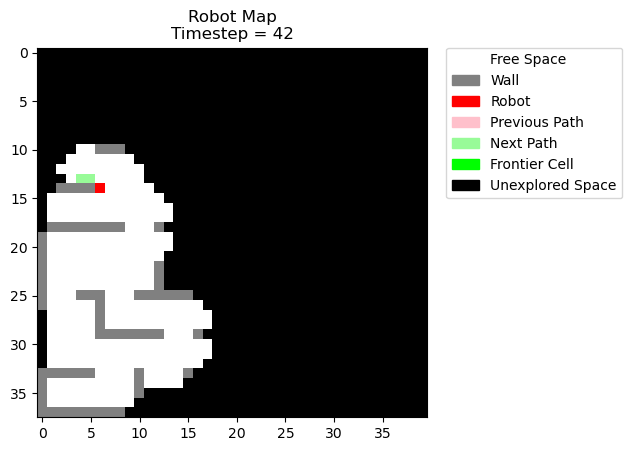 Robot Map
Timestep = 42
0
5
10
15
20
25
30
35
0
5
10
15
20
25
30
35
Free Space
Wall
Robot
Previous Path
Next Path
Frontier Cell
Unexplored Space